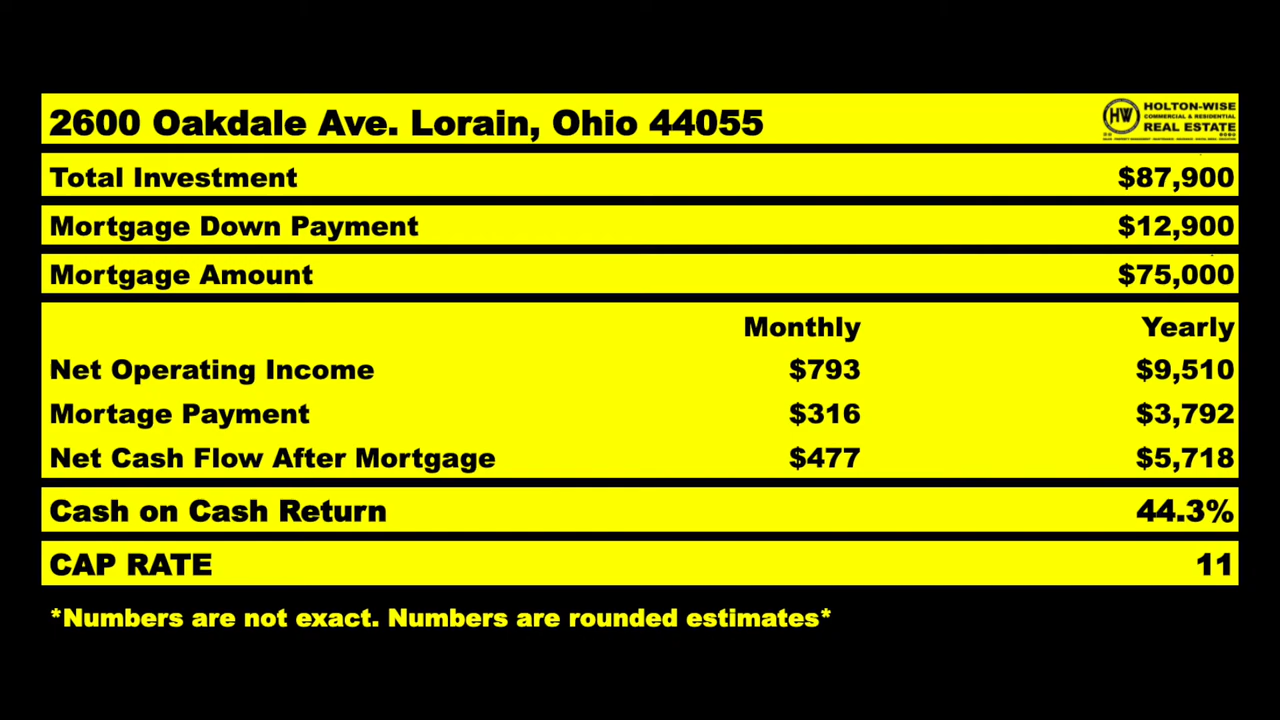 2600 Oakdale Ave. Lorain, Ohio 44055
HW
HOLTON-WISE
COMMERCIAL & RESIDENTIAL
REAL ESTATE
Total Investment $87,900
Mortgage Down Payment $12,900
Mortgage Amount $75,000
Monthly Yearly
Net Operating Income $793 $9,510
Mortage Payment $316 $3,792
Net Cash Flow After Mortgage $477 $5,718
Cash on Cash Return 44.3%
CAP RATE 11
*Numbers are not exact. Numbers are rounded estimates*